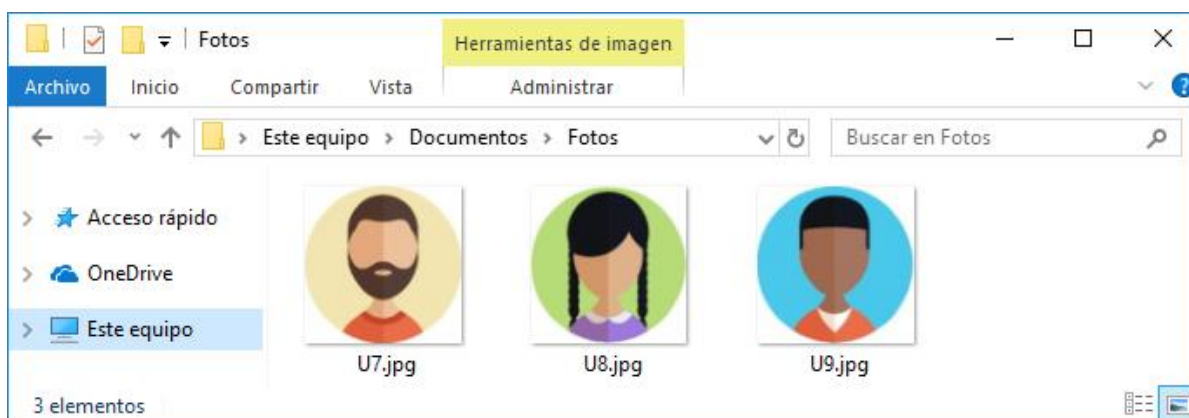 Fotos
Herramientas de imagen
Archivo Inicio Compartir Vista Administrar
Este equipo > Documentos > Fotos
Buscar en Fotos
Acceso rápido
OneDrive
Este equipo
U7.jpg U8.jpg U9.jpg
3 elementos